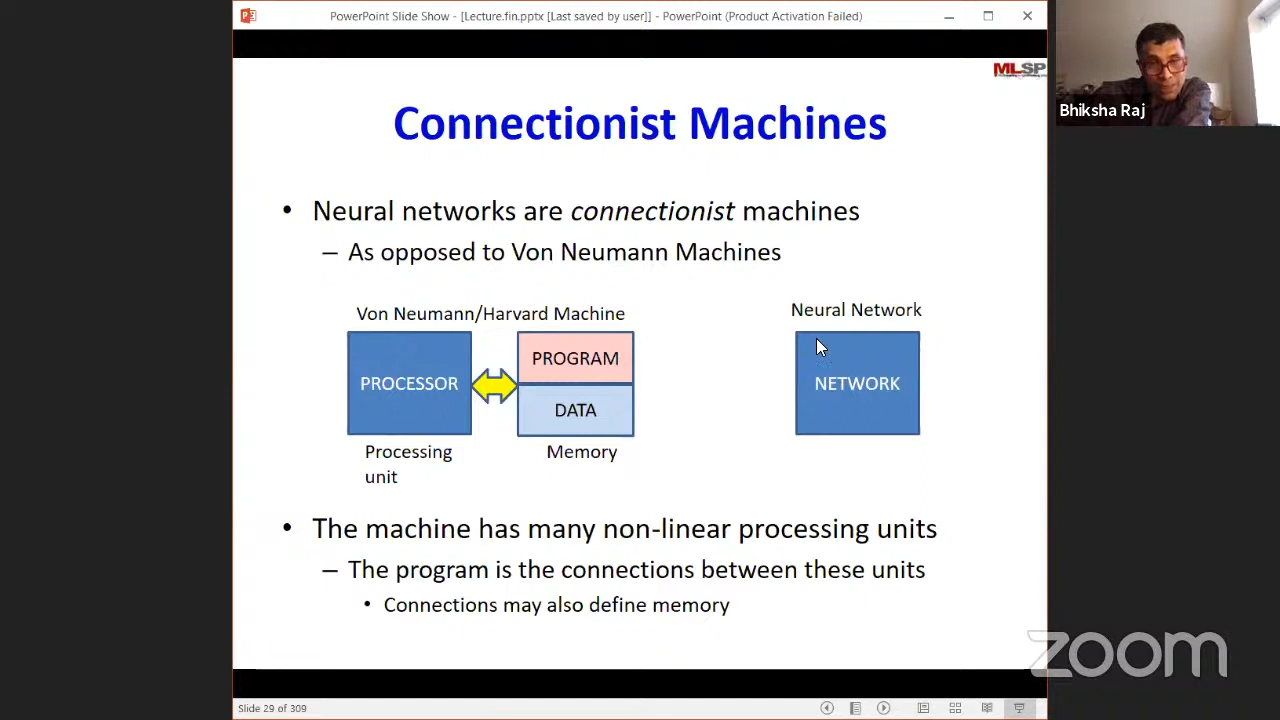 PowerPoint Slide Show - [Lecture.fin.pptx [Last saved by user]] - PowerPoint (Product Activation Failed)
MLSP
Bhiksha Raj
Connectionist Machines
• Neural networks are connectionist machines
– As opposed to Von Neumann Machines
Von Neumann/Harvard Machine
Neural Network
PROCESSOR
PROGRAM
DATA
NETWORK
Processing
unit
Memory
• The machine has many non-linear processing units
– The program is the connections between these units
• Connections may also define memory
zoom
Slide 29 of 309